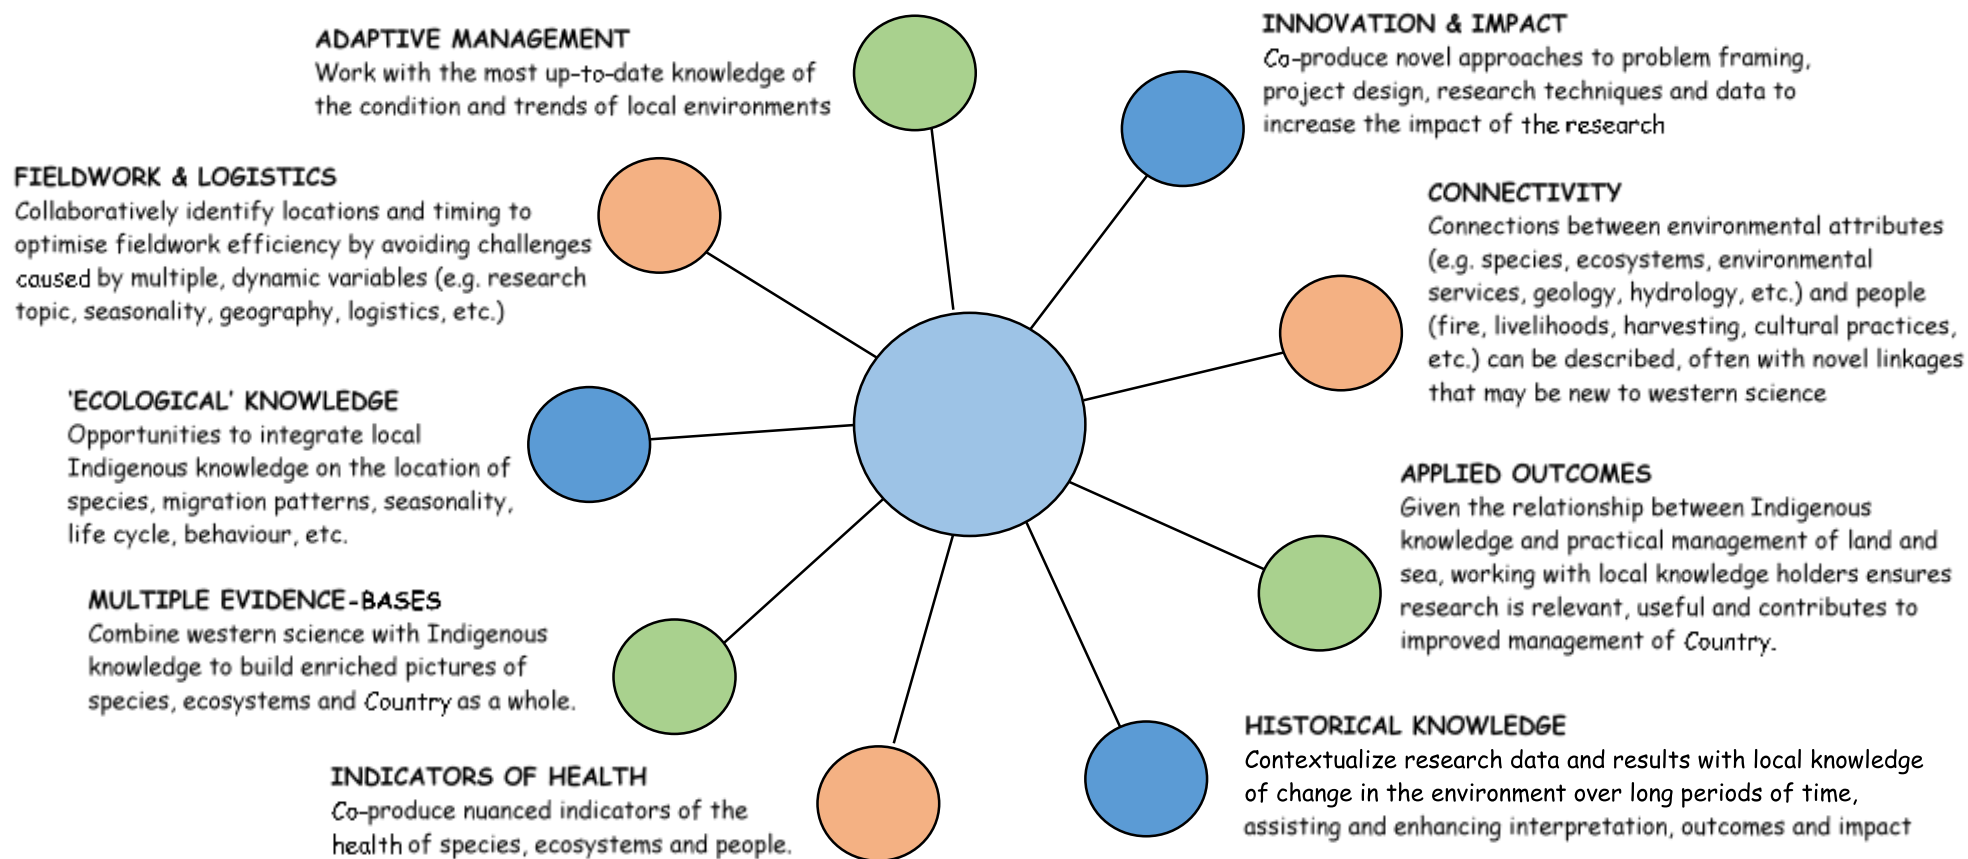 ADAPTIVE MANAGEMENT
Work with the most up-to-date knowledge of
the condition and trends of local environments
INNOVATION & IMPACT
Co-produce novel approaches to problem framing,
project design, research techniques and data to
increase the impact of the research
FIELDWORK & LOGISTICS
Collaboratively identify locations and timing to
optimise fieldwork efficiency by avoiding challenges
caused by multiple, dynamic variables (e.g. research
topic, seasonality, geography, logistics, etc.)
CONNECTIVITY
Connections between environmental attributes
(e.g. species, ecosystems, environmental
services, geology, hydrology, etc.) and people
(fire, livelihoods, harvesting, cultural practices,
etc.) can be described, often with novel linkages
that may be new to western science
'ECOLOGICAL' KNOWLEDGE
Opportunities to integrate local
Indigenous knowledge on the location of
species, migration patterns, seasonality,
life cycle, behaviour, etc.
APPLIED OUTCOMES
Given the relationship between Indigenous
knowledge and practical management of land and
sea, working with local knowledge holders ensures
research is relevant, useful and contributes to
improved management of Country.
MULTIPLE EVIDENCE-BASES
Combine western science with Indigenous
knowledge to build enriched pictures of
species, ecosystems and Country as a whole.
HISTORICAL KNOWLEDGE
Contextualize research data and results with local knowledge
of change in the environment over long periods of time,
assisting and enhancing interpretation, outcomes and impact
INDICATORS OF HEALTH
Co-produce nuanced indicators of the
health of species, ecosystems and people.